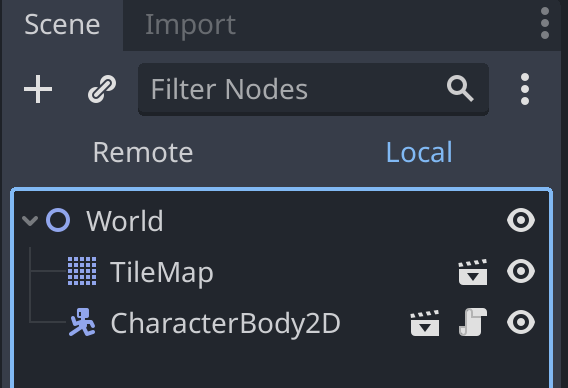 Scene Import
Filter Nodes
Remote Local
World
TileMap
CharacterBody2D